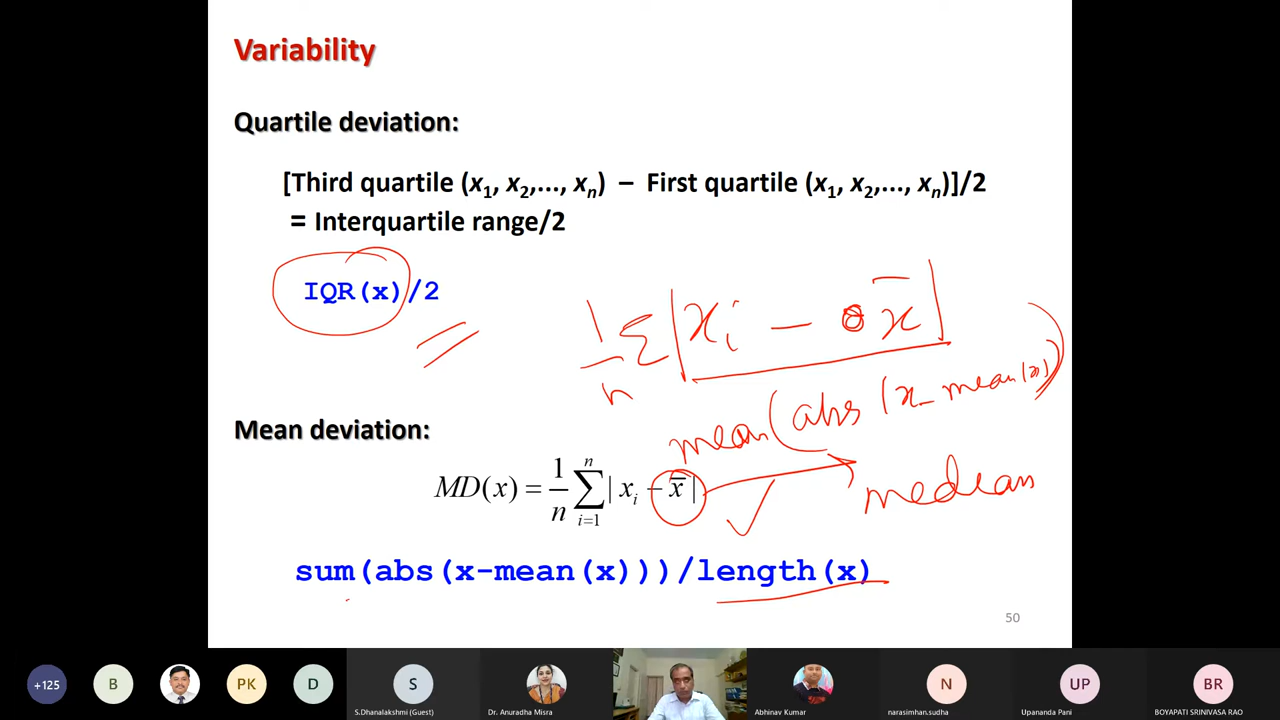 Variability
Quartile deviation:
[Third quartile (x1, x2,..., xn) – First quartile (x1, x2,..., xn)]/2
= Interquartile range/2
IQR(x)/2
1/n Σ |xi − x̄|
mean(abs(x-mean(x)))
Mean deviation:
MD(x) = 1/n ∑ i=1 n | xi − x̄ |
median
sum(abs(x-mean(x)))/length(x)
50
+125
B
PK
D
S
S.Dhanalakshmi (Guest)
Dr. Anuradha Misra
Abhinav Kumar
N
narasimhan.sudha
UP
Upananda Pani
BR
BOYAPATI SRINIVASA RAO